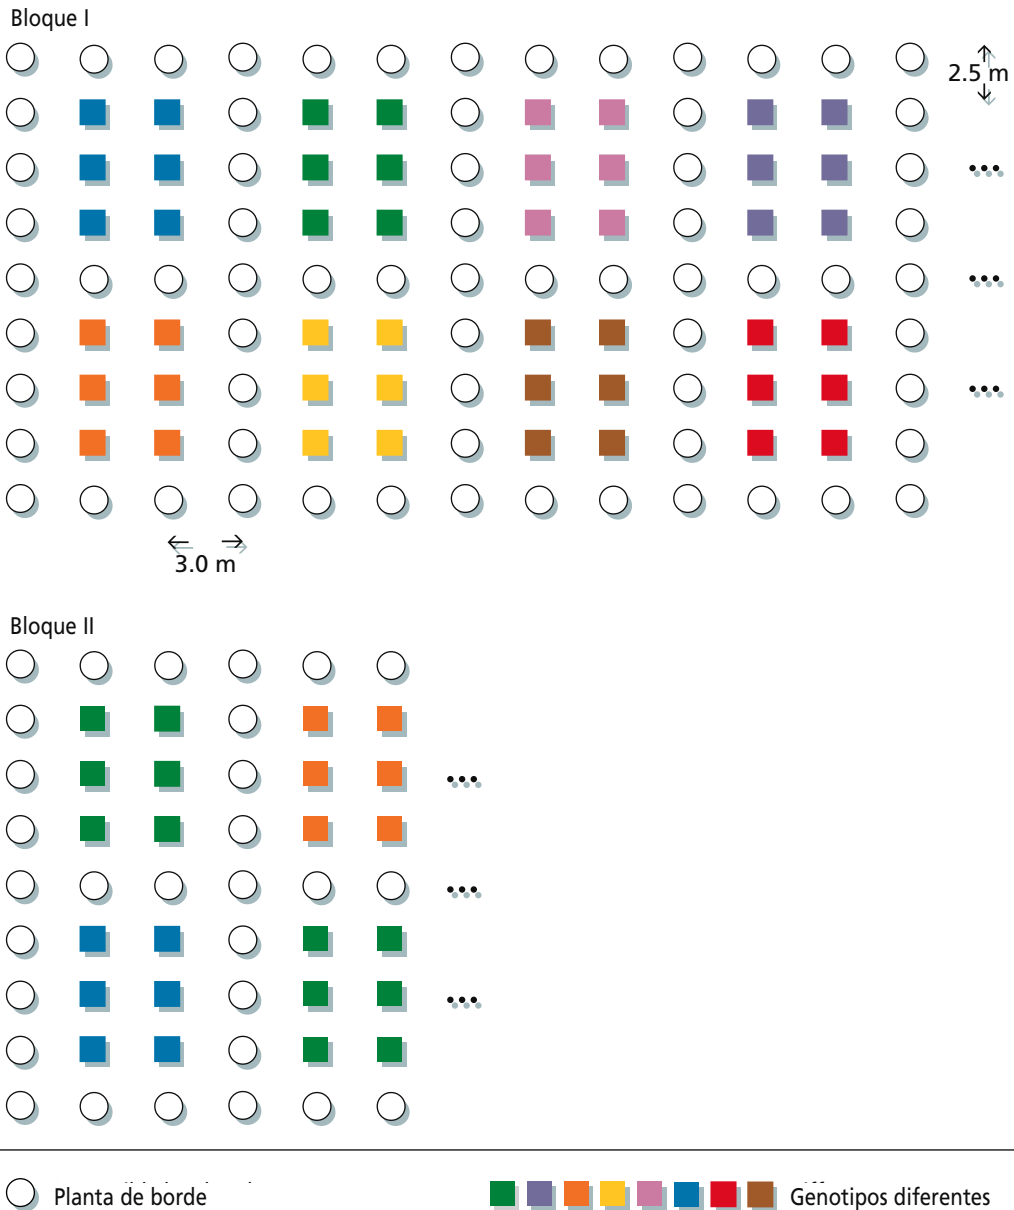 Bloque I
2.5 m
3.0 m
Bloque II
Planta de borde
Genotipos diferentes